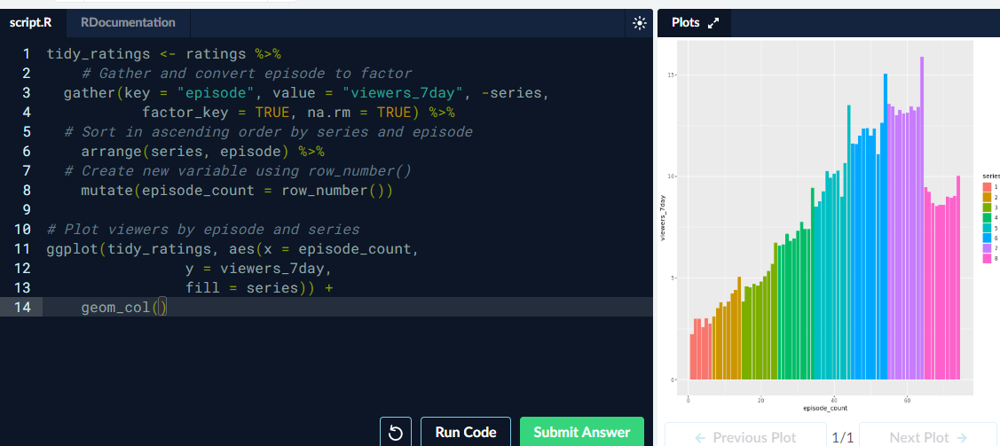 script.R RDocumentation
1 tidy_ratings <- ratings %>%
2 # Gather and convert episode to factor
3 gather(key = "episode", value = "viewers_7day", -series,
4 factor_key = TRUE, na.rm = TRUE) %>%
5 # Sort in ascending order by series and episode
6 arrange(series, episode) %>%
7 # Create new variable using row_number()
8 mutate(episode_count = row_number())
9
10 # Plot viewers by episode and series
11 ggplot(tidy_ratings, aes(x = episode_count,
12 y = viewers_7day,
13 fill = series)) +
14 geom_col()
Run Code Submit Answer
Plots
15
10
5
0
viewers_7day
0 20 40 60
episode_count
series
1
2
3
4
5
6
7
8
Previous Plot 1/1 Next Plot